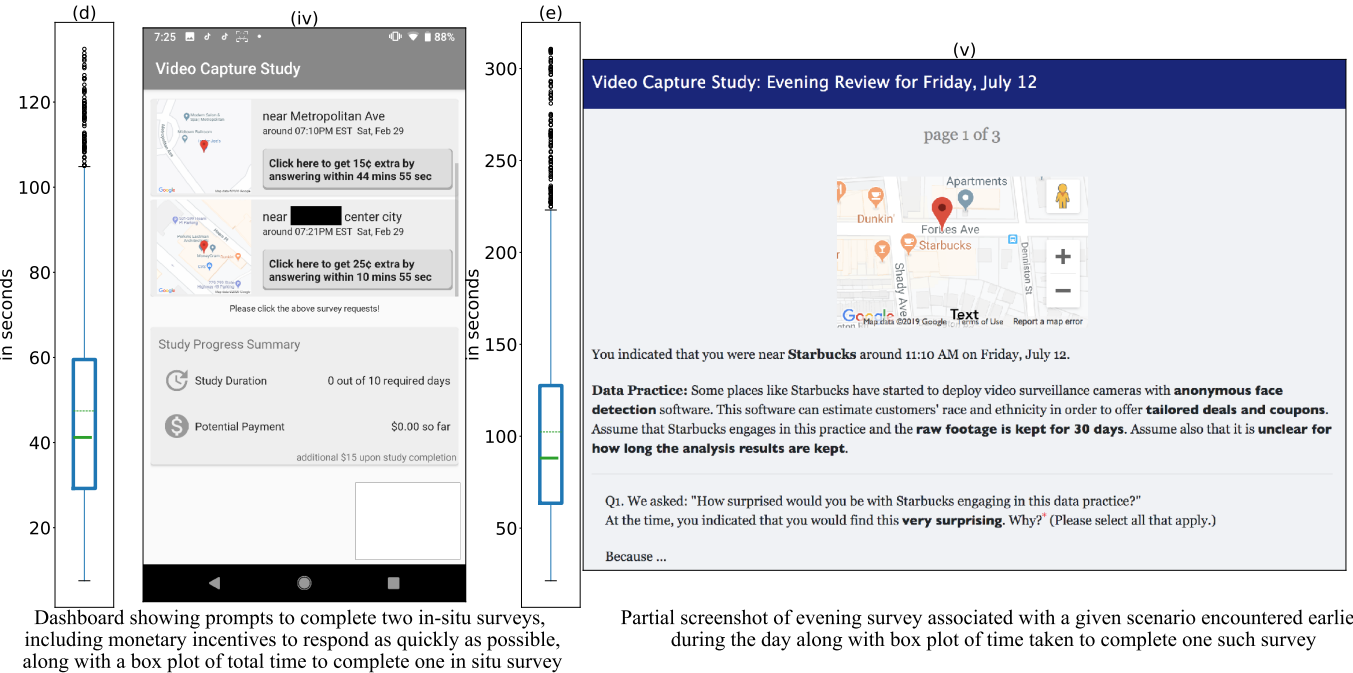 (d)
120
100
80
60
40
20
in seconds
(iv)
7:25
88%
Video Capture Study
near Metropolitan Ave
around 07:10PM EST Sat, Feb 29
Click here to get 15¢ extra by
answering within 44 mins 55 sec
Google
near center city
around 07:21PM EST Sat, Feb 29
Click here to get 25¢ extra by
answering within 10 mins 55 sec
Google
Please click the above survey requests!
Study Progress Summary
Study Duration 0 out of 10 required days
Potential Payment $0.00 so far
additional $15 upon study completion
(e)
300
250
200
150
100
50
in seconds
(v)
Video Capture Study: Evening Review for Friday, July 12
page 1 of 3
Apartments
Dunkin'
Forbes Ave
Starbucks
Shady Ave
Denniston St
Text
Google
Map data ©2019 Google Terms of Use Report a map error
You indicated that you were near Starbucks around 11:10 AM on Friday, July 12.
Data Practice: Some places like Starbucks have started to deploy video surveillance cameras with anonymous face
detection software. This software can estimate customers' race and ethnicity in order to offer tailored deals and coupons.
Assume that Starbucks engages in this practice and the raw footage is kept for 30 days. Assume also that it is unclear for
how long the analysis results are kept.
Q1. We asked: "How surprised would you be with Starbucks engaging in this data practice?"
At the time, you indicated that you would find this very surprising. Why?* (Please select all that apply.)
Because ...
Dashboard showing prompts to complete two in-situ surveys,
including monetary incentives to respond as quickly as possible,
along with a box plot of total time to complete one in situ survey
Partial screenshot of evening survey associated with a given scenario encountered earlie
during the day along with box plot of time taken to complete one such survey